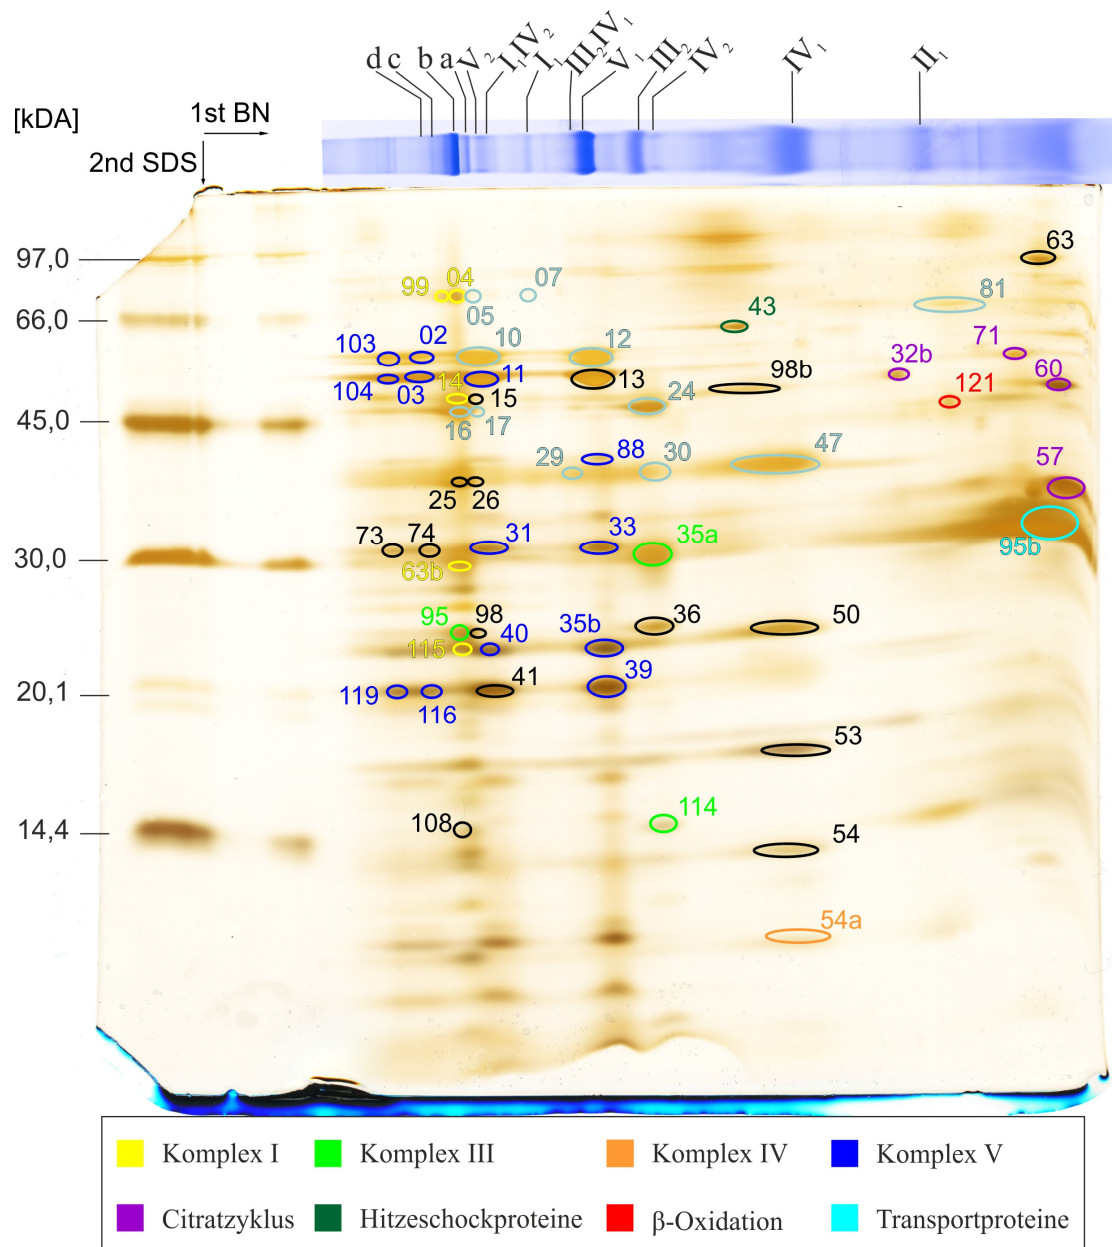 d c b a V2 I1IV2 I1 III2IV1 V1 III2 IV2 IV1 II1
[kDA]
1st BN
2nd SDS
97,0
66,0
45,0
30,0
20,1
14,4
63
99 04 07
05
81
43
103 02 10 12
71
32b
60
104 03 14 11 15 13 98b
121
16 17 24
29 88 30 47
57
25 26
73 74 31 33 35a
95b
63b
95 98 40 35b 36 50
115
119 116 41 39
53
108
114
54
54a
Komplex I Komplex III Komplex IV Komplex V
Citratzyklus Hitzeschockproteine β-Oxidation Transportproteine